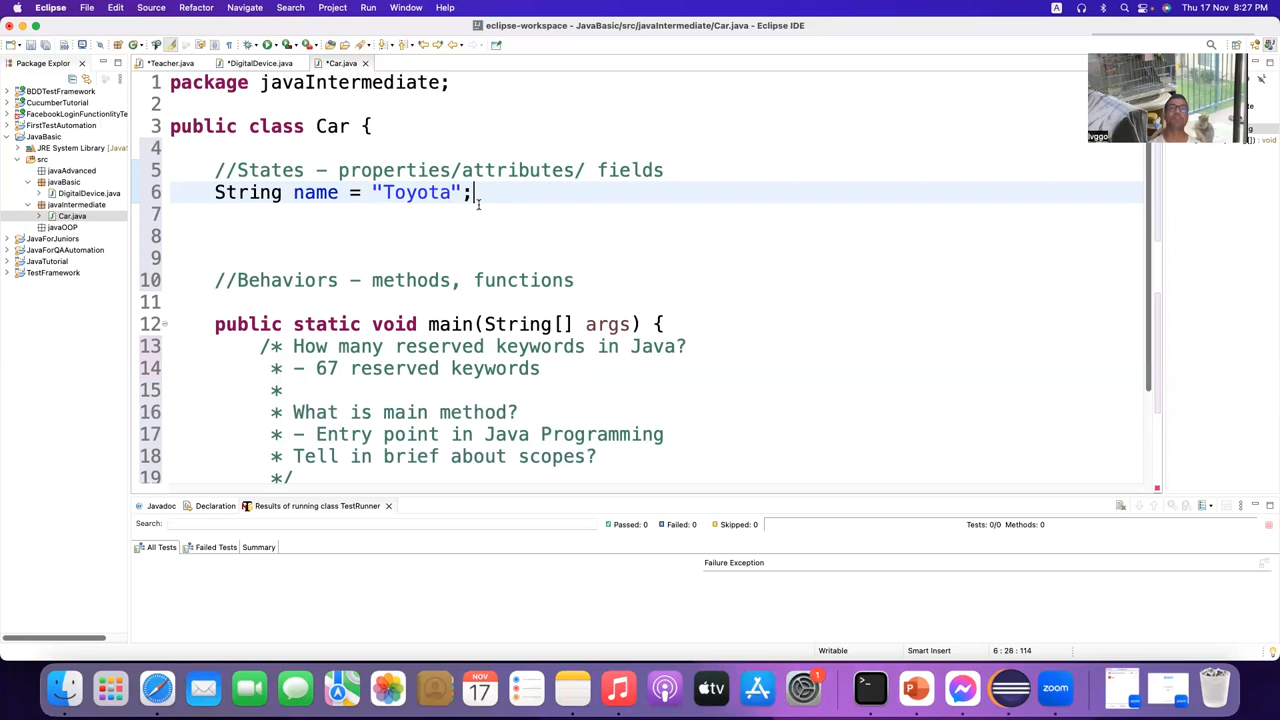 Eclipse File Edit Source Refactor Navigate Search Project Run Window Help A Thu 17 Nov 8:27 PM
eclipse-workspace - JavaBasic/src/javaIntermediate/Car.java - Eclipse IDE
Package Explorer
*Teacher.java *DigitalDevice.java *Car.java
BDDTestFramework
CucumberTutorial
FacebookLoginFunctionlityTe
FirstTestAutomation
JavaBasic
JRE System Library [Java
src
javaAdvanced
javaBasic
DigitalDevice.java
javaIntermediate
Car.java
javaOOP
JavaForJuniors
JavaForQAAutomation
JavaTutorial
TestFramework
1 package javaIntermediate;
2
3 public class Car {
4
5 //States - properties/attributes/ fields
6 String name = "Toyota";
7
8
9
10 //Behaviors - methods, functions
11
12 public static void main(String[] args) {
13 /* How many reserved keywords in Java?
14 * - 67 reserved keywords
15 *
16 * What is main method?
17 * - Entry point in Java Programming
18 * Tell in brief about scopes?
19 */
Javadoc Declaration Results of running class TestRunner
Search: Passed: 0 Failed: 0 Skipped: 0 Tests: 0/0 Methods: 0
All Tests Failed Tests Summary
Failure Exception
Writable Smart Insert 6 : 28 : 114
NOV
17
tv
1
zoom